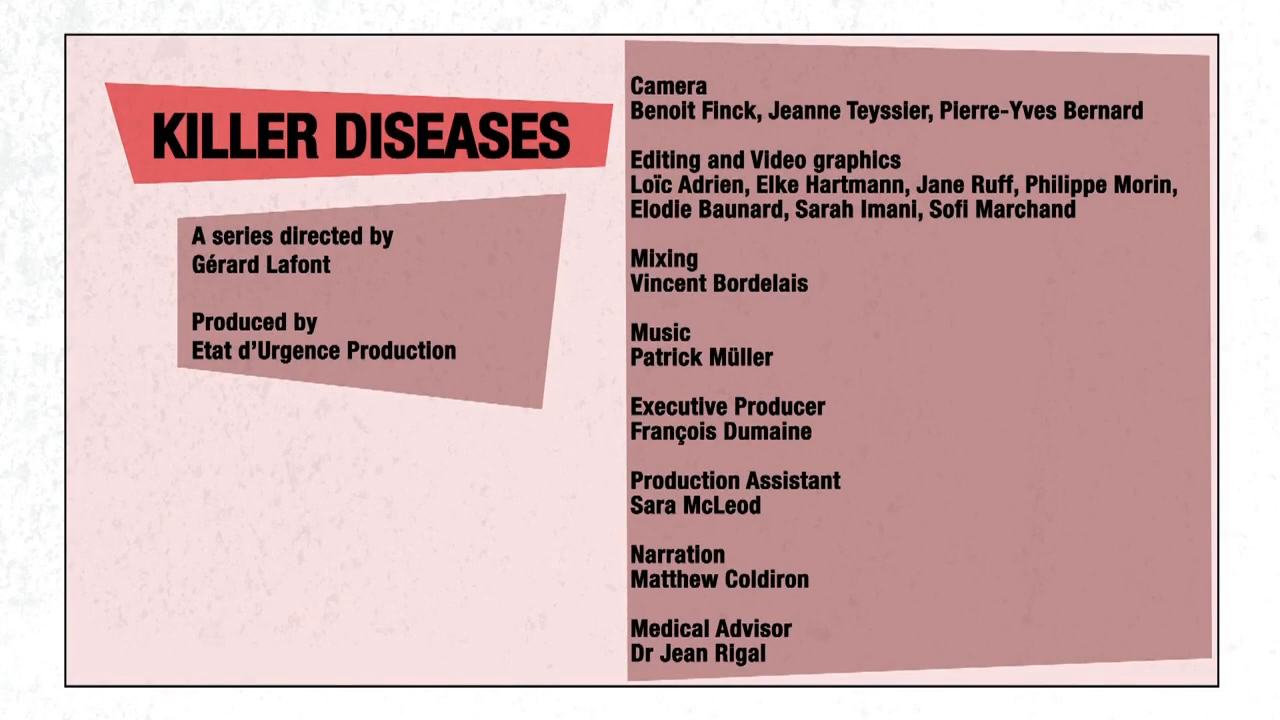 KILLER DISEASES
A series directed by
Gérard Lafont
Produced by
Etat d'Urgence Production
Camera
Benoit Finck, Jeanne Teyssier, Pierre-Yves Bernard
Editing and Video graphics
Loïc Adrien, Elke Hartmann, Jane Ruff, Philippe Morin,
Elodie Baunard, Sarah Imani, Sofi Marchand
Mixing
Vincent Bordelais
Music
Patrick Müller
Executive Producer
François Dumaine
Production Assistant
Sara McLeod
Narration
Matthew Coldiron
Medical Advisor
Dr Jean Rigal